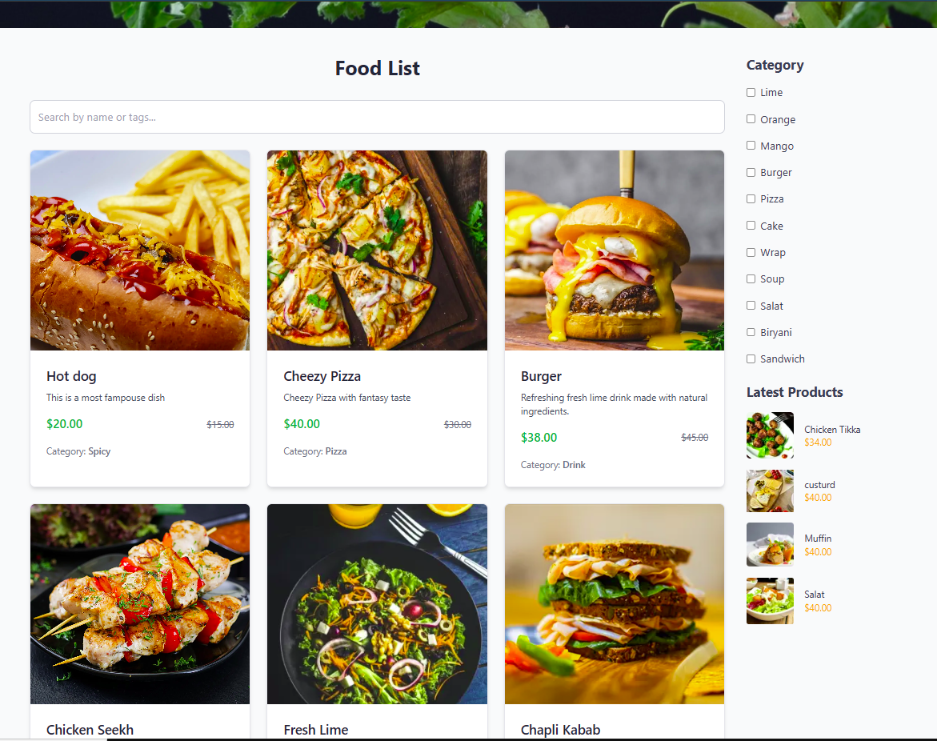 Food List
Search by name or tags...
Hot dog
This is a most fampouse dish
$20.00 $15.00
Category: Spicy
Cheezy Pizza
Cheezy Pizza with fantasy taste
$40.00 $30.00
Category: Pizza
Burger
Refreshing fresh lime drink made with natural
ingredients.
$38.00 $45.00
Category: Drink
Chicken Seekh
Fresh Lime
Chapli Kabab
Category
Lime
Orange
Mango
Burger
Pizza
Cake
Wrap
Soup
Salat
Biryani
Sandwich
Latest Products
Chicken Tikka
$34.00
custurd
$40.00
Muffin
$40.00
Salat
$40.00